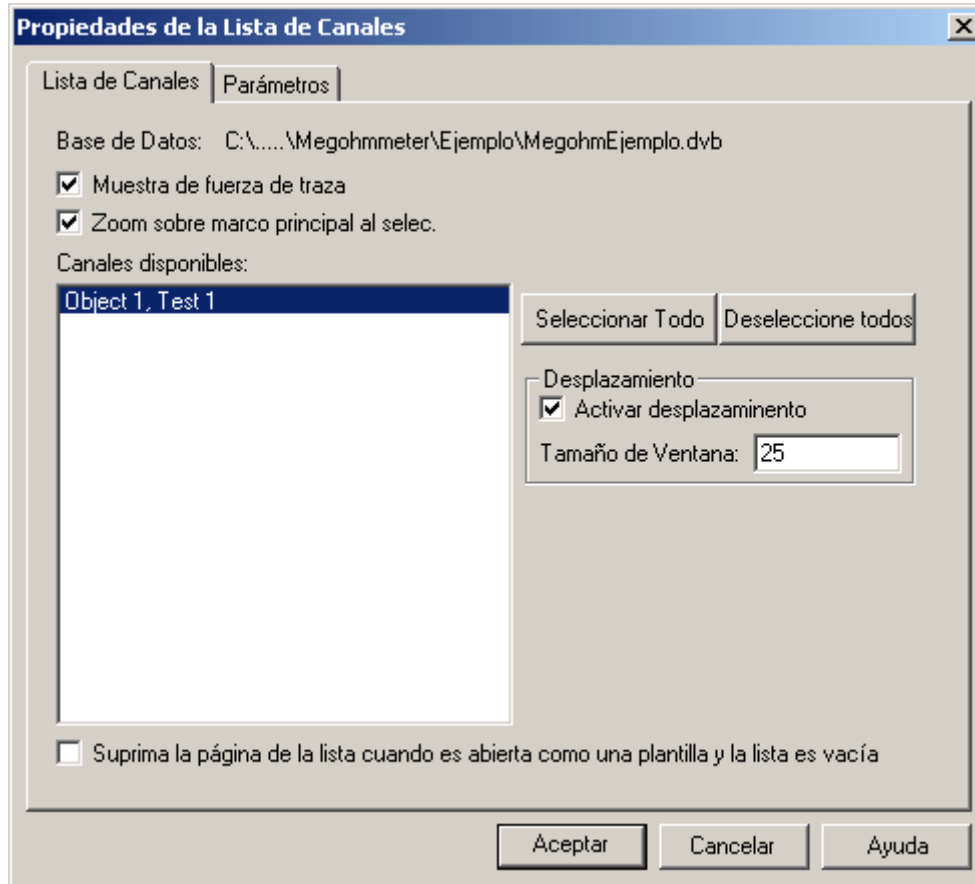 Propiedades de la Lista de Canales
Lista de Canales
Parámetros
Base de Datos: C:\.....\Megohmmeter\Ejemplo\MegohmEjemplo.dvb
Muestra de fuerza de traza
Zoom sobre marco principal al selec.
Canales disponibles:
Object 1, Test 1
Seleccionar Todo
Deseleccione todos
Desplazamiento
Activar desplazaminento
Tamaño de Ventana: 25
Suprima la página de la lista cuando es abierta como una plantilla y la lista es vacía
Aceptar
Cancelar
Ayuda